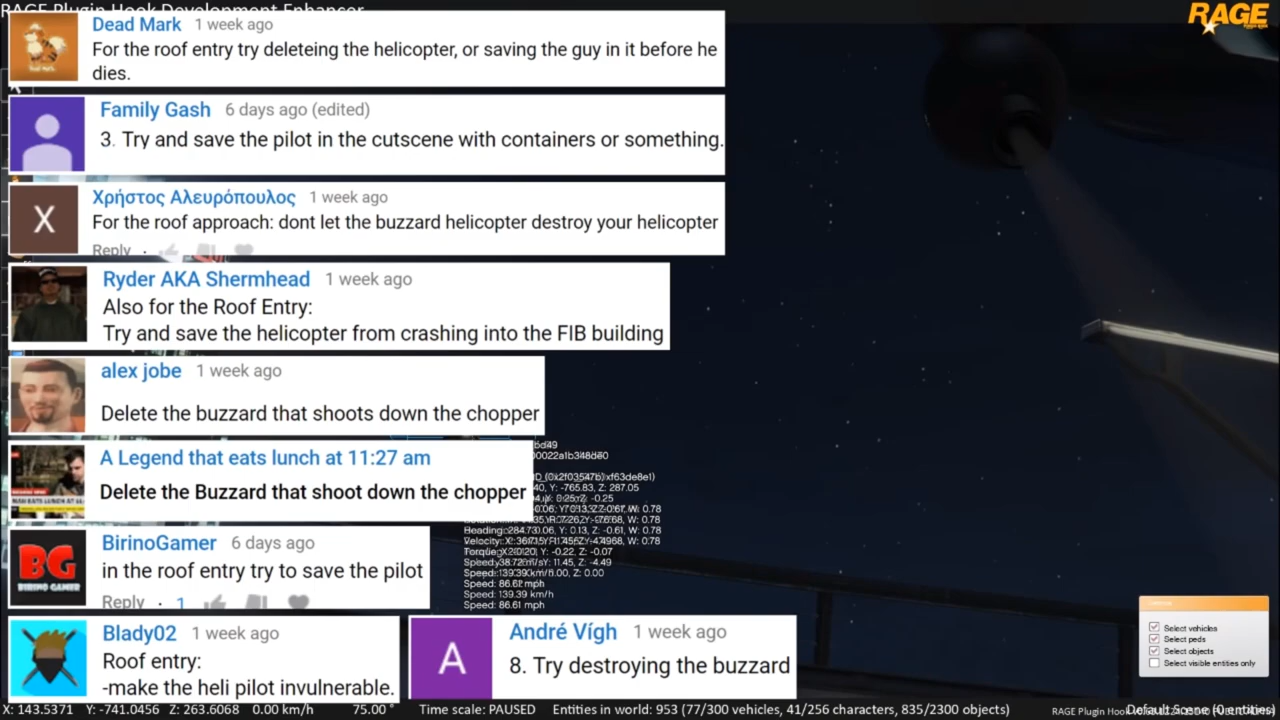 RAGE Plugin Hook Development Enhancer
RAGE
Dead Mark 1 week ago
For the roof entry try deleteing the helicopter, or saving the guy in it before he
dies.
Family Gash 6 days ago (edited)
3. Try and save the pilot in the cutscene with containers or something.
Χρήστος Αλευρόπουλος 1 week ago
X
For the roof approach: dont let the buzzard helicopter destroy your helicopter
Reply
Ryder AKA Shermhead 1 week ago
Also for the Roof Entry:
Try and save the helicopter from crashing into the FIB building
alex jobe 1 week ago
Delete the buzzard that shoots down the chopper
A Legend that eats lunch at 11:27 am
Delete the Buzzard that shoot down the chopper
BirinoGamer 6 days ago
BG
BIRINO GAMER
in the roof entry try to save the pilot
Reply · 1
Speed: 86.61 mph
Speed: 139.39 km/h
Speed: 86.61 mph
Select vehicles
Select peds
Select objects
Select visible entities only
Blady02 1 week ago
Roof entry:
-make the heli pilot invulnerable.
André Vígh 1 week ago
A
8. Try destroying the buzzard
X: 143.5371 Y: -741.0456 Z: 263.6068 0.00 km/h 75.00 ° Time scale: PAUSED Entities in world: 953 (77/300 vehicles, 41/256 characters, 835/2300 objects) RAGE Plugin Hook Default Scene (0 entities)